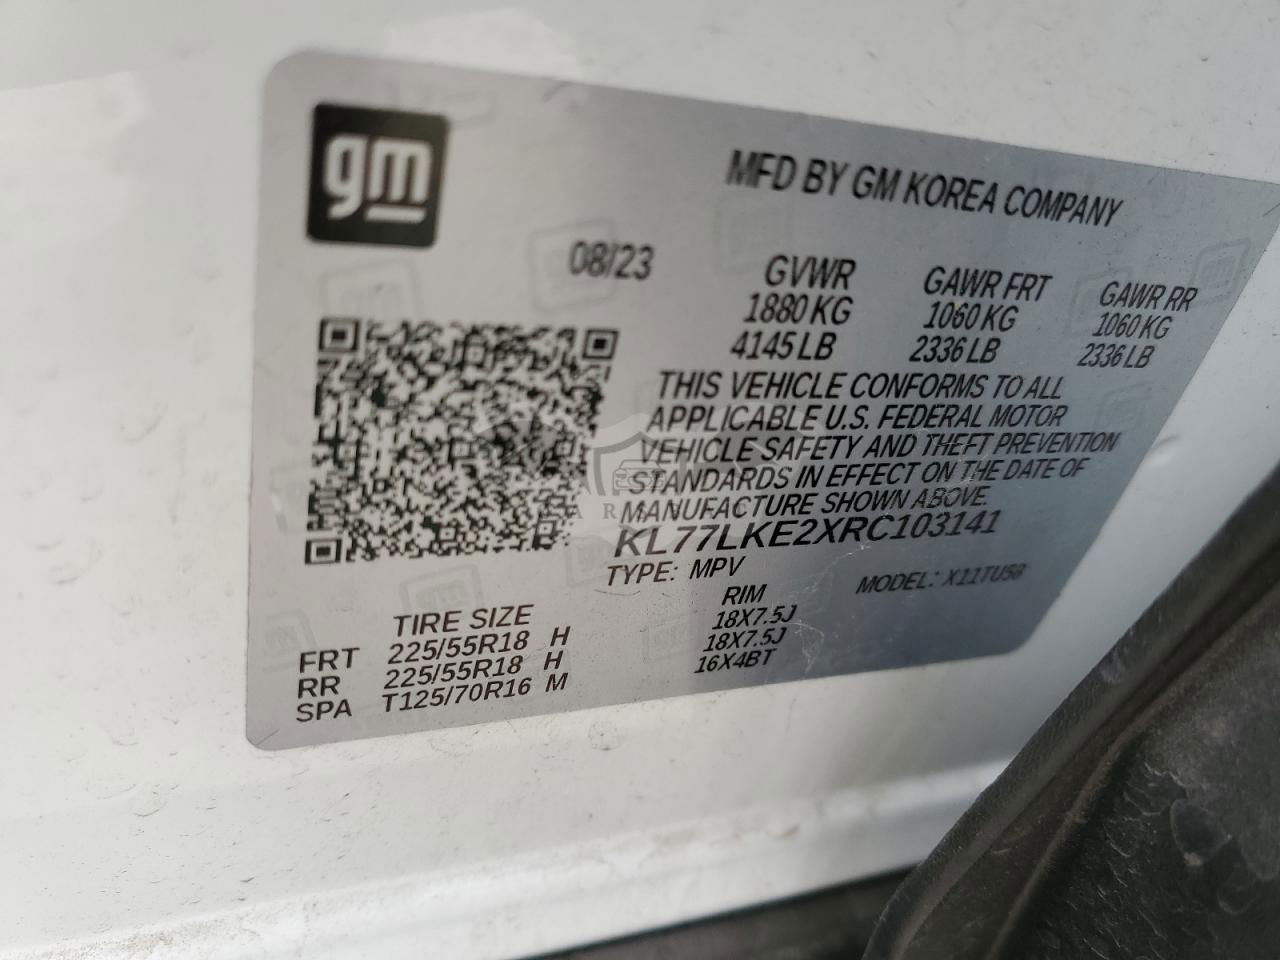 gm
MFD BY GM KOREA COMPANY
08/23
GVWR GAWR FRT GAWR RR
1880 KG 1060 KG 1060 KG
4145 LB 2336 LB 2336 LB
THIS VEHICLE CONFORMS TO ALL
APPLICABLE U.S. FEDERAL MOTOR
VEHICLE SAFETY AND THEFT PREVENTION
STANDARDS IN EFFECT ON THE DATE OF
MANUFACTURE SHOWN ABOVE.
KL77LKE2XRC103141
TYPE: MPV MODEL: X11TU58
TIRE SIZE RIM
FRT 225/55R18 H 18X7.5J
RR 225/55R18 H 18X7.5J
SPA T125/70R16 M 16X4BT